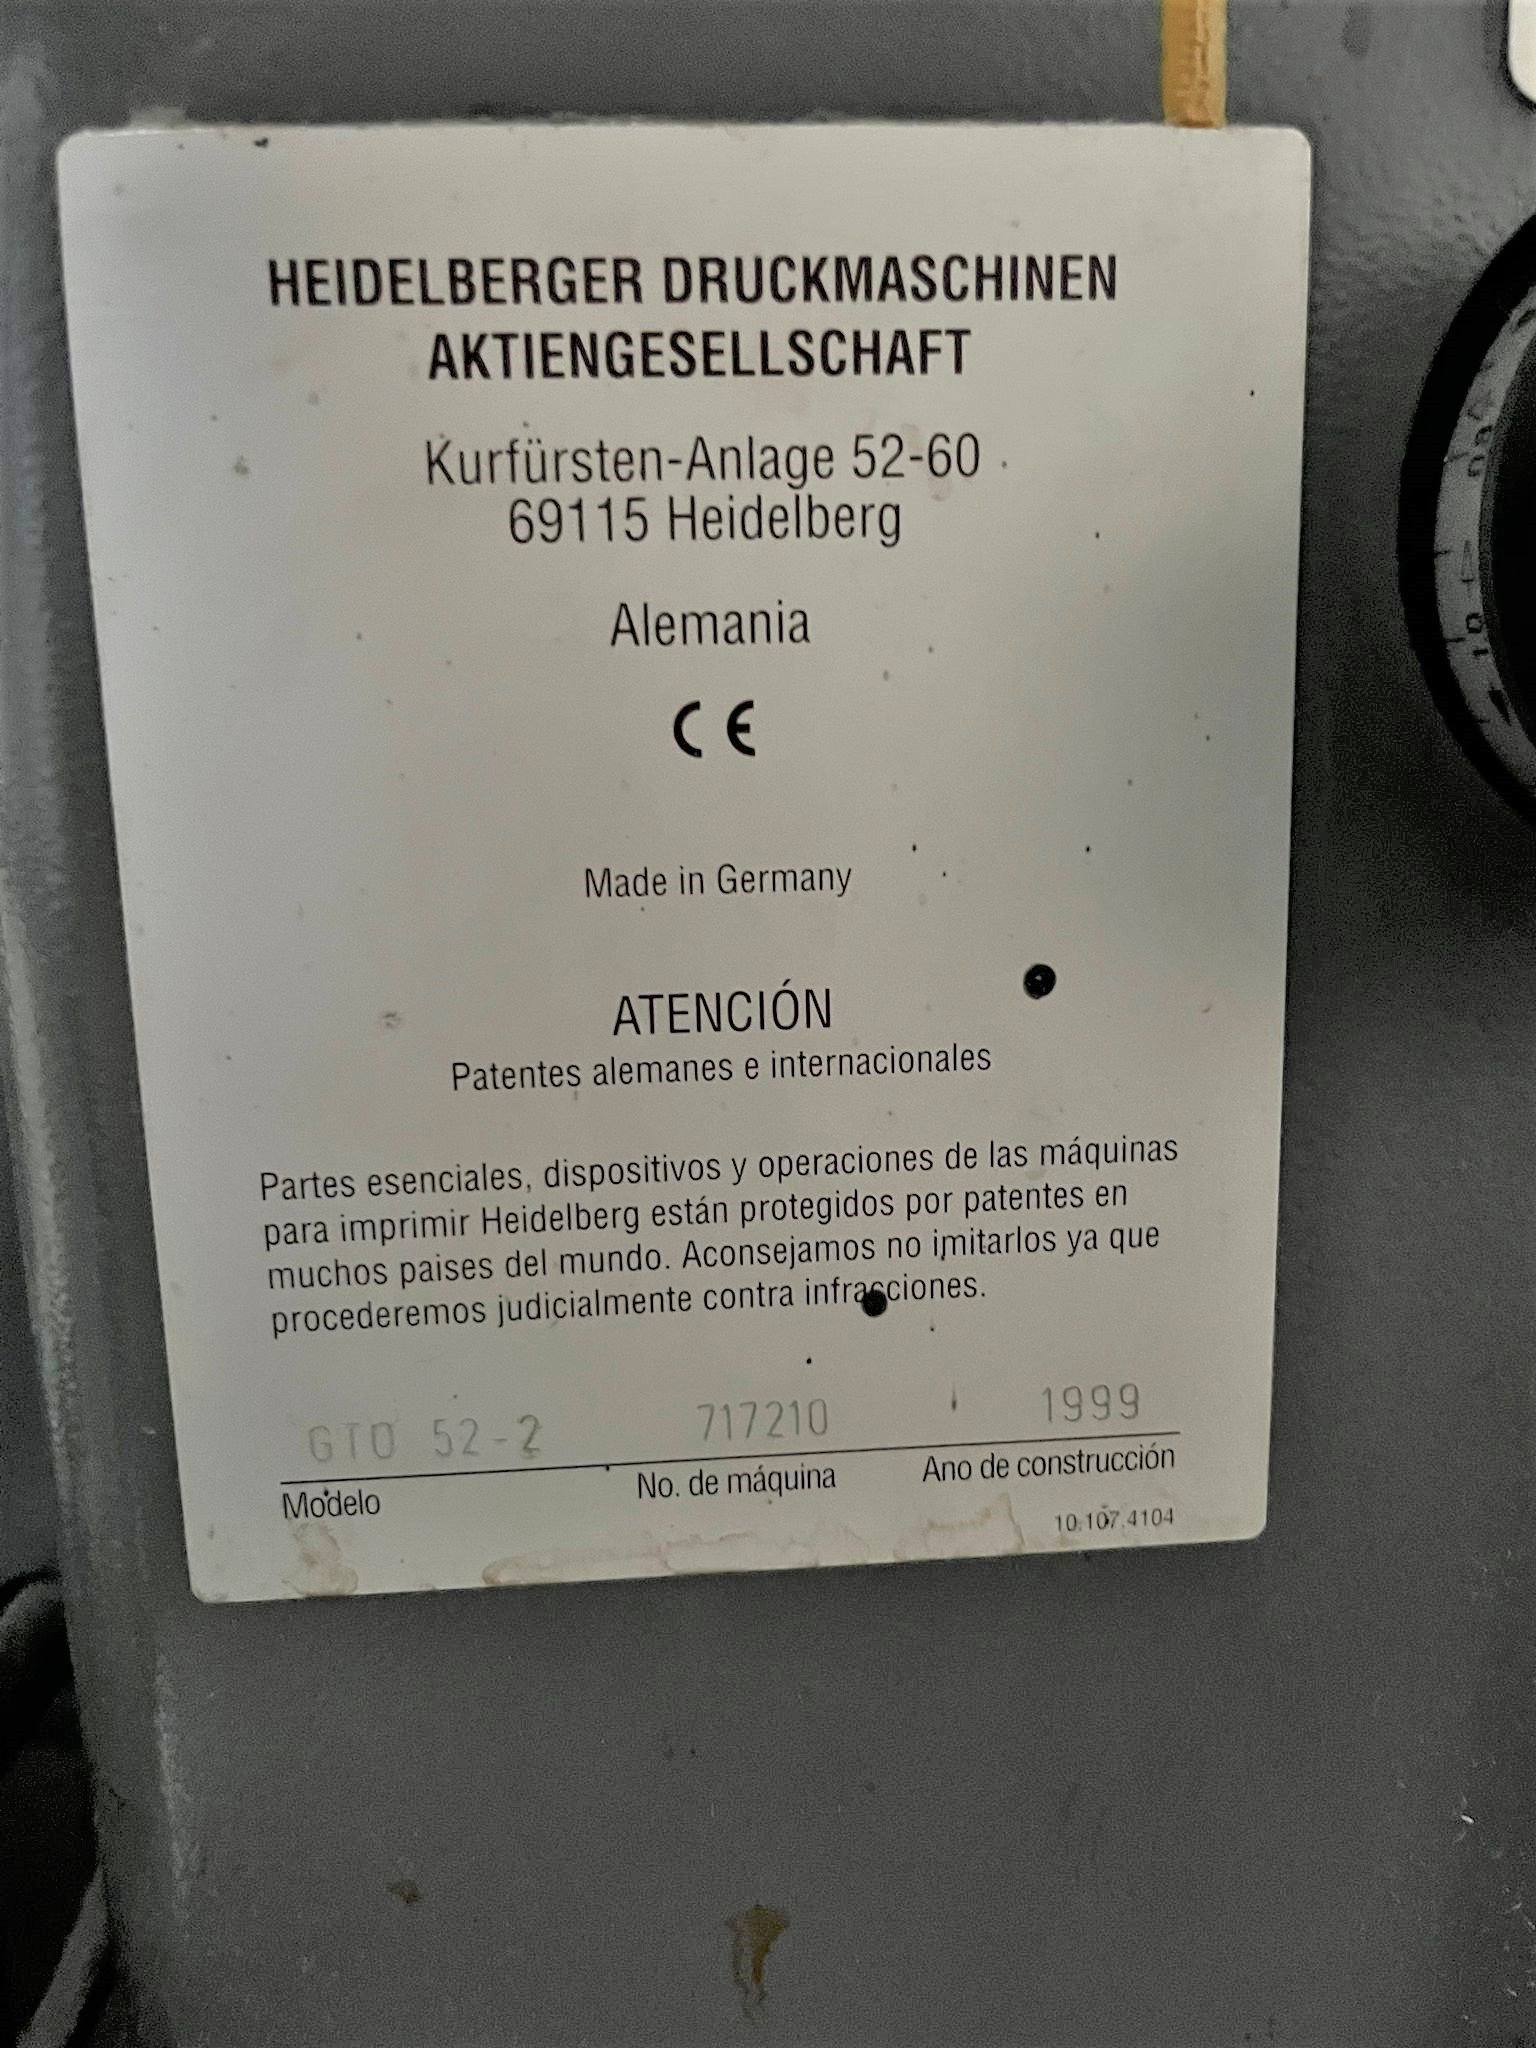 HEIDELBERGER DRUCKMASCHINEN
AKTIENGESELLSCHAFT
Kurfürsten-Anlage 52-60
69115 Heidelberg
Alemania
CE
Made in Germany
ATENCIÓN
Patentes alemanes e internacionales
Partes esenciales, dispositivos y operaciones de las máquinas
para imprimir Heidelberg están protegidos por patentes en
muchos paises del mundo. Aconsejamos no imitarlos ya que
procederemos judicialmente contra infracciones.
GTO 52-2 717210 1999
Modelo No. de máquina Ano de construcción
10.107.4104